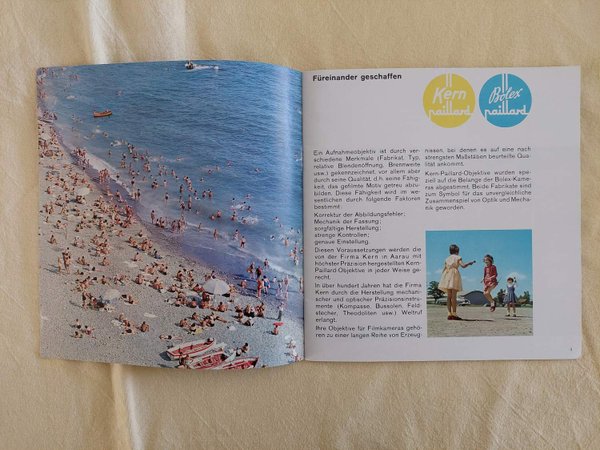 Füreinander geschaffen
Kern
paillard
Bolex
paillard
Ein Aufnahmeobjektiv ist durch ver-
schiedene Merkmale (Fabrikat, Typ,
relative Blendenöffnung, Brennweite
usw.) gekennzeichnet, vor allem aber
durch seine Qualität, d.h. seine Fähig-
keit, das gefilmte Motiv getreu abzu-
bilden. Diese Fähigkeit wird im we-
sentlichen durch folgende Faktoren
bestimmt:
Korrektur der Abbildungsfehler;
Mechanik der Fassung;
sorgfältige Herstellung;
strenge Kontrollen;
genaue Einstellung.
Diesen Voraussetzungen werden die
von der Firma Kern in Aarau mit
höchster Präzision hergestellten Kern-
Paillard Objektive in jeder Weise ge-
recht.
In über hundert Jahren hat die Firma
Kern durch die Herstellung mechani-
scher und optischer Präzisionsinstru-
mente (Kompasse, Bussolen, Feld-
stecher, Theodoliten usw.) Weltruf
erlangt.
Ihre Objektive für Filmkameras gehö-
ren zu einer langen Reihe von Erzeug-
nissen, bei denen es auf eine nach
strengsten Maßstäben beurteilte Qua-
lität ankommt.
Kern-Paillard-Objektive wurden spe-
ziell auf die Belange der Bolex-Kame-
ras abgestimmt. Beide Fabrikate sind
zum Symbol für das unvergleichliche
Zusammenspiel von Optik und Mecha-
nik geworden.
1